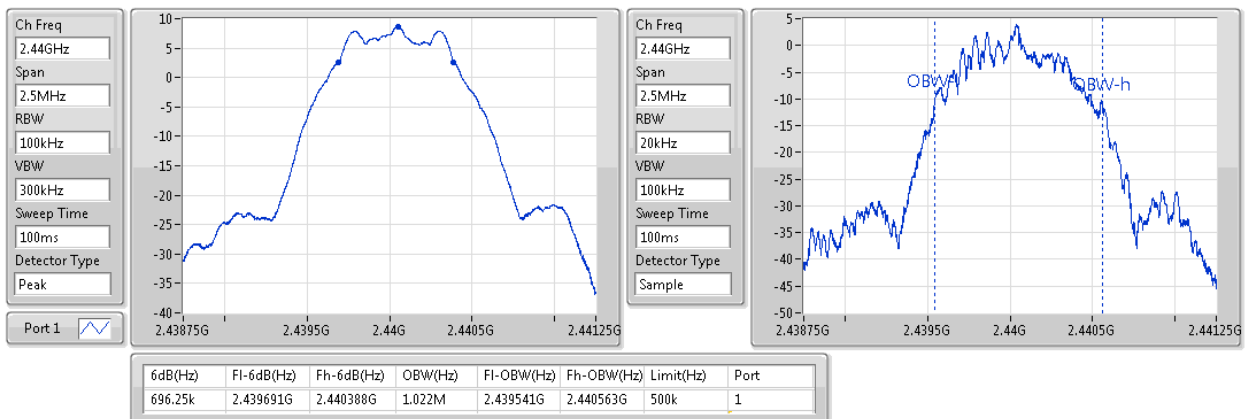 Ch Freq
2.44GHz
Span
2.5MHz
RBW
100kHz
VBW
300kHz
Sweep Time
100ms
Detector Type
Peak
Port 1
10
5
0
-5
-10
-15
-20
-25
-30
-35
-40
2.43875G 2.4395G 2.44G 2.4405G 2.44125G
Ch Freq
2.44GHz
Span
2.5MHz
RBW
20kHz
VBW
100kHz
Sweep Time
100ms
Detector Type
Sample
5
0
-5
-10
-15
-20
-25
-30
-35
-40
-45
-50
OBW-l OBW-h
2.43875G 2.4395G 2.44G 2.4405G 2.44125G
6dB(Hz) Fl-6dB(Hz) Fh-6dB(Hz) OBW(Hz) Fl-OBW(Hz) Fh-OBW(Hz) Limit(Hz) Port
696.25k 2.439691G 2.440388G 1.022M 2.439541G 2.440563G 500k 1